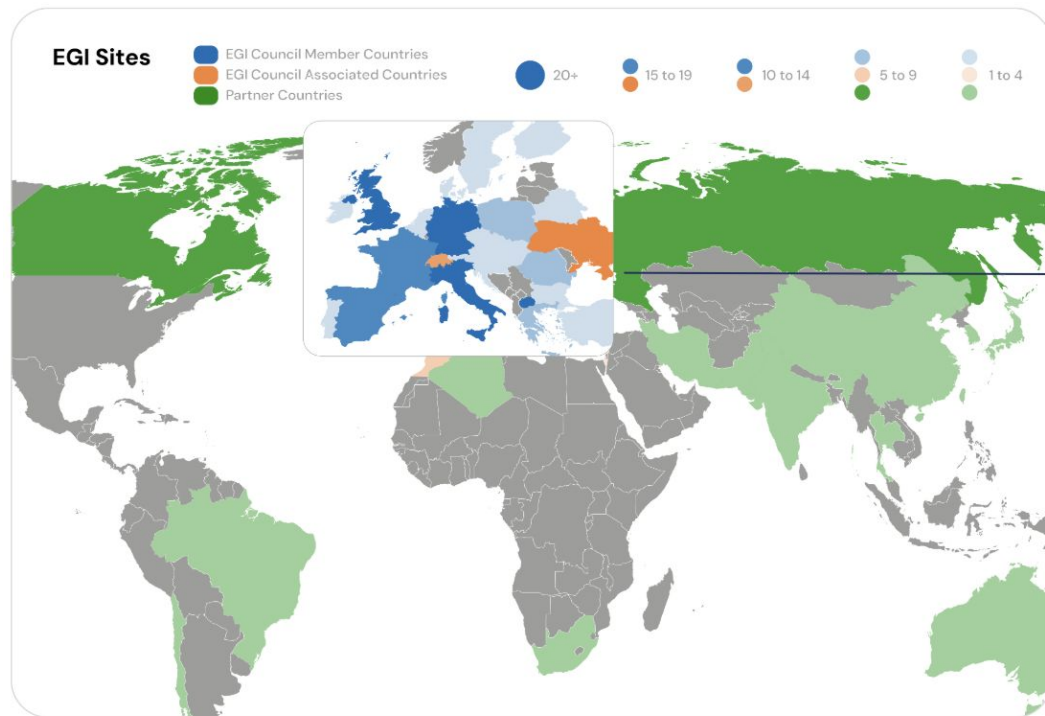 EGI Sites
EGI Council Member Countries
EGI Council Associated Countries
Partner Countries
20+
15 to 19
10 to 14
5 to 9
1 to 4